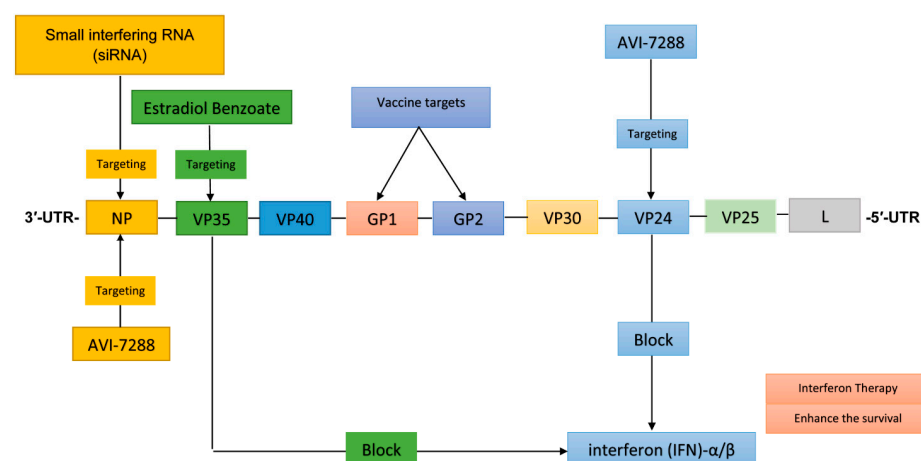 Small interfering RNA
(siRNA)
AVI-7288
Estradiol Benzoate
Vaccine targets
Targeting
Targeting
Targeting
3′-UTR-
NP
VP35
VP40
GP1
GP2
VP30
VP24
VP25
L
-5′-UTR
Targeting
AVI-7288
Block
Interferon Therapy
Enhance the survival
Block
interferon (IFN)-α/β